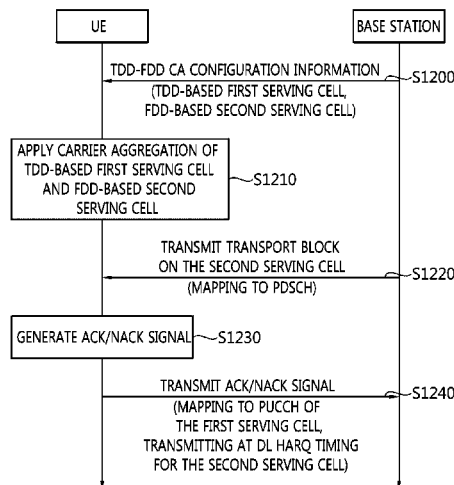 UE
BASE STATION
TDD-FDD CA CONFIGURATION INFORMATION
(TDD-BASED FIRST SERVING CELL,
FDD-BASED SECOND SERVING CELL)
S1200
APPLY CARRIER AGGREGATION OF
TDD-BASED FIRST SERVING CELL
AND FDD-BASED SECOND
SERVING CELL
S1210
TRANSMIT TRANSPORT BLOCK
ON THE SECOND SERVING CELL
(MAPPING TO PDSCH)
S1220
GENERATE ACK/NACK SIGNAL
S1230
TRANSMIT ACK/NACK SIGNAL
(MAPPING TO PUCCH OF
THE FIRST SERVING CELL,
TRANSMITTING AT DL HARQ TIMING
FOR THE SECOND SERVING CELL)
S1240